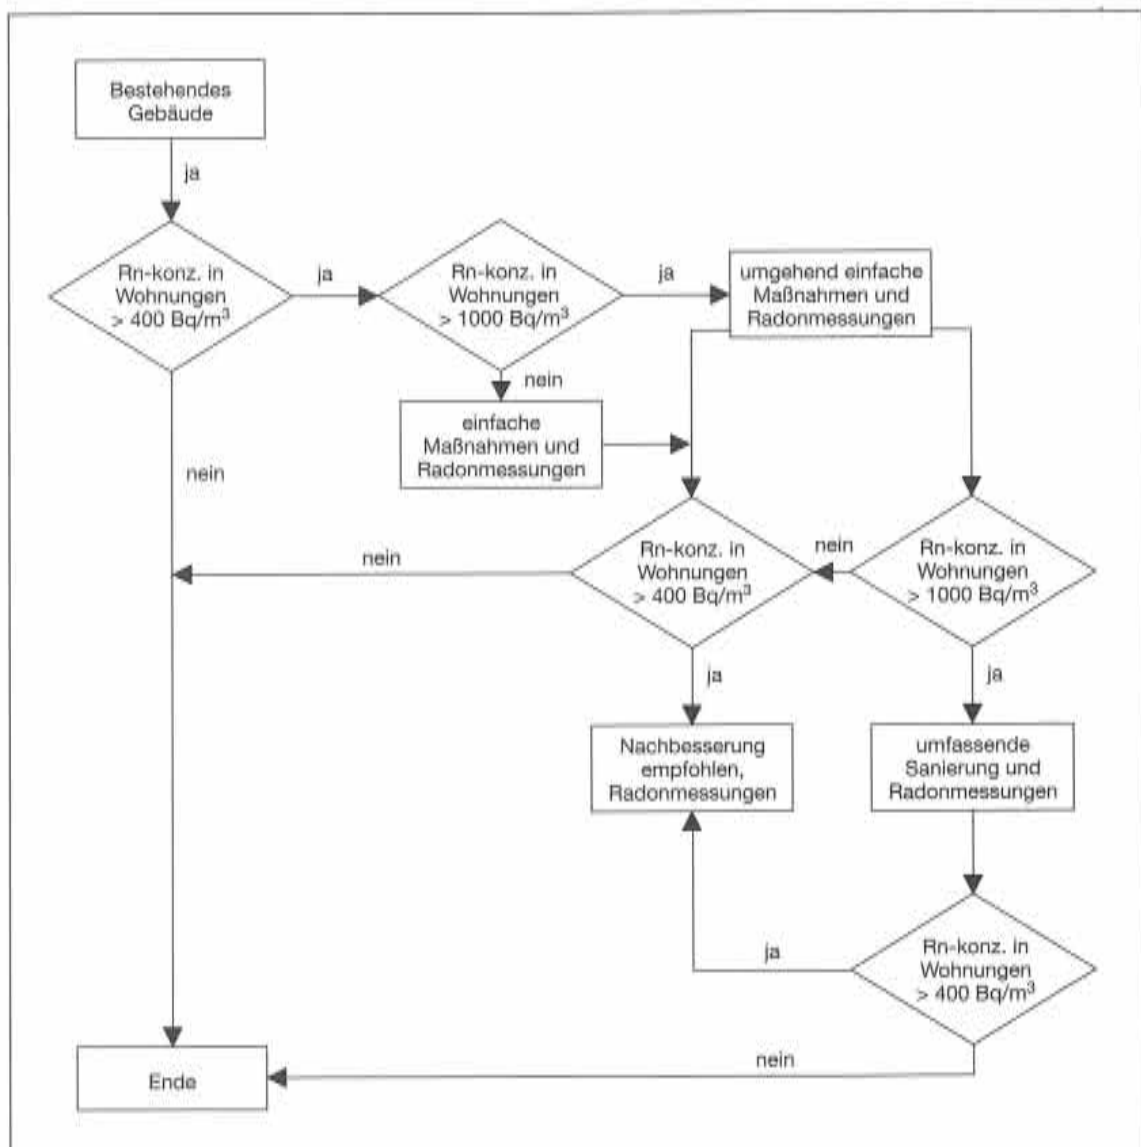 Bestehendes
Gebäude
ja
Rn-konz. in
Wohnungen
> 400 Bq/m³
ja
Rn-konz. in
Wohnungen
> 1000 Bq/m³
ja
umgehend einfache
Maßnahmen und
Radonmessungen
nein
einfache
Maßnahmen und
Radonmessungen
nein
nein
Rn-konz. in
Wohnungen
> 400 Bq/m³
nein
Rn-konz. in
Wohnungen
> 1000 Bq/m³
ja
ja
Nachbesserung
empfohlen,
Radonmessungen
umfassende
Sanierung und
Radonmessungen
ja
Rn-konz. in
Wohnungen
> 400 Bq/m³
nein
Ende